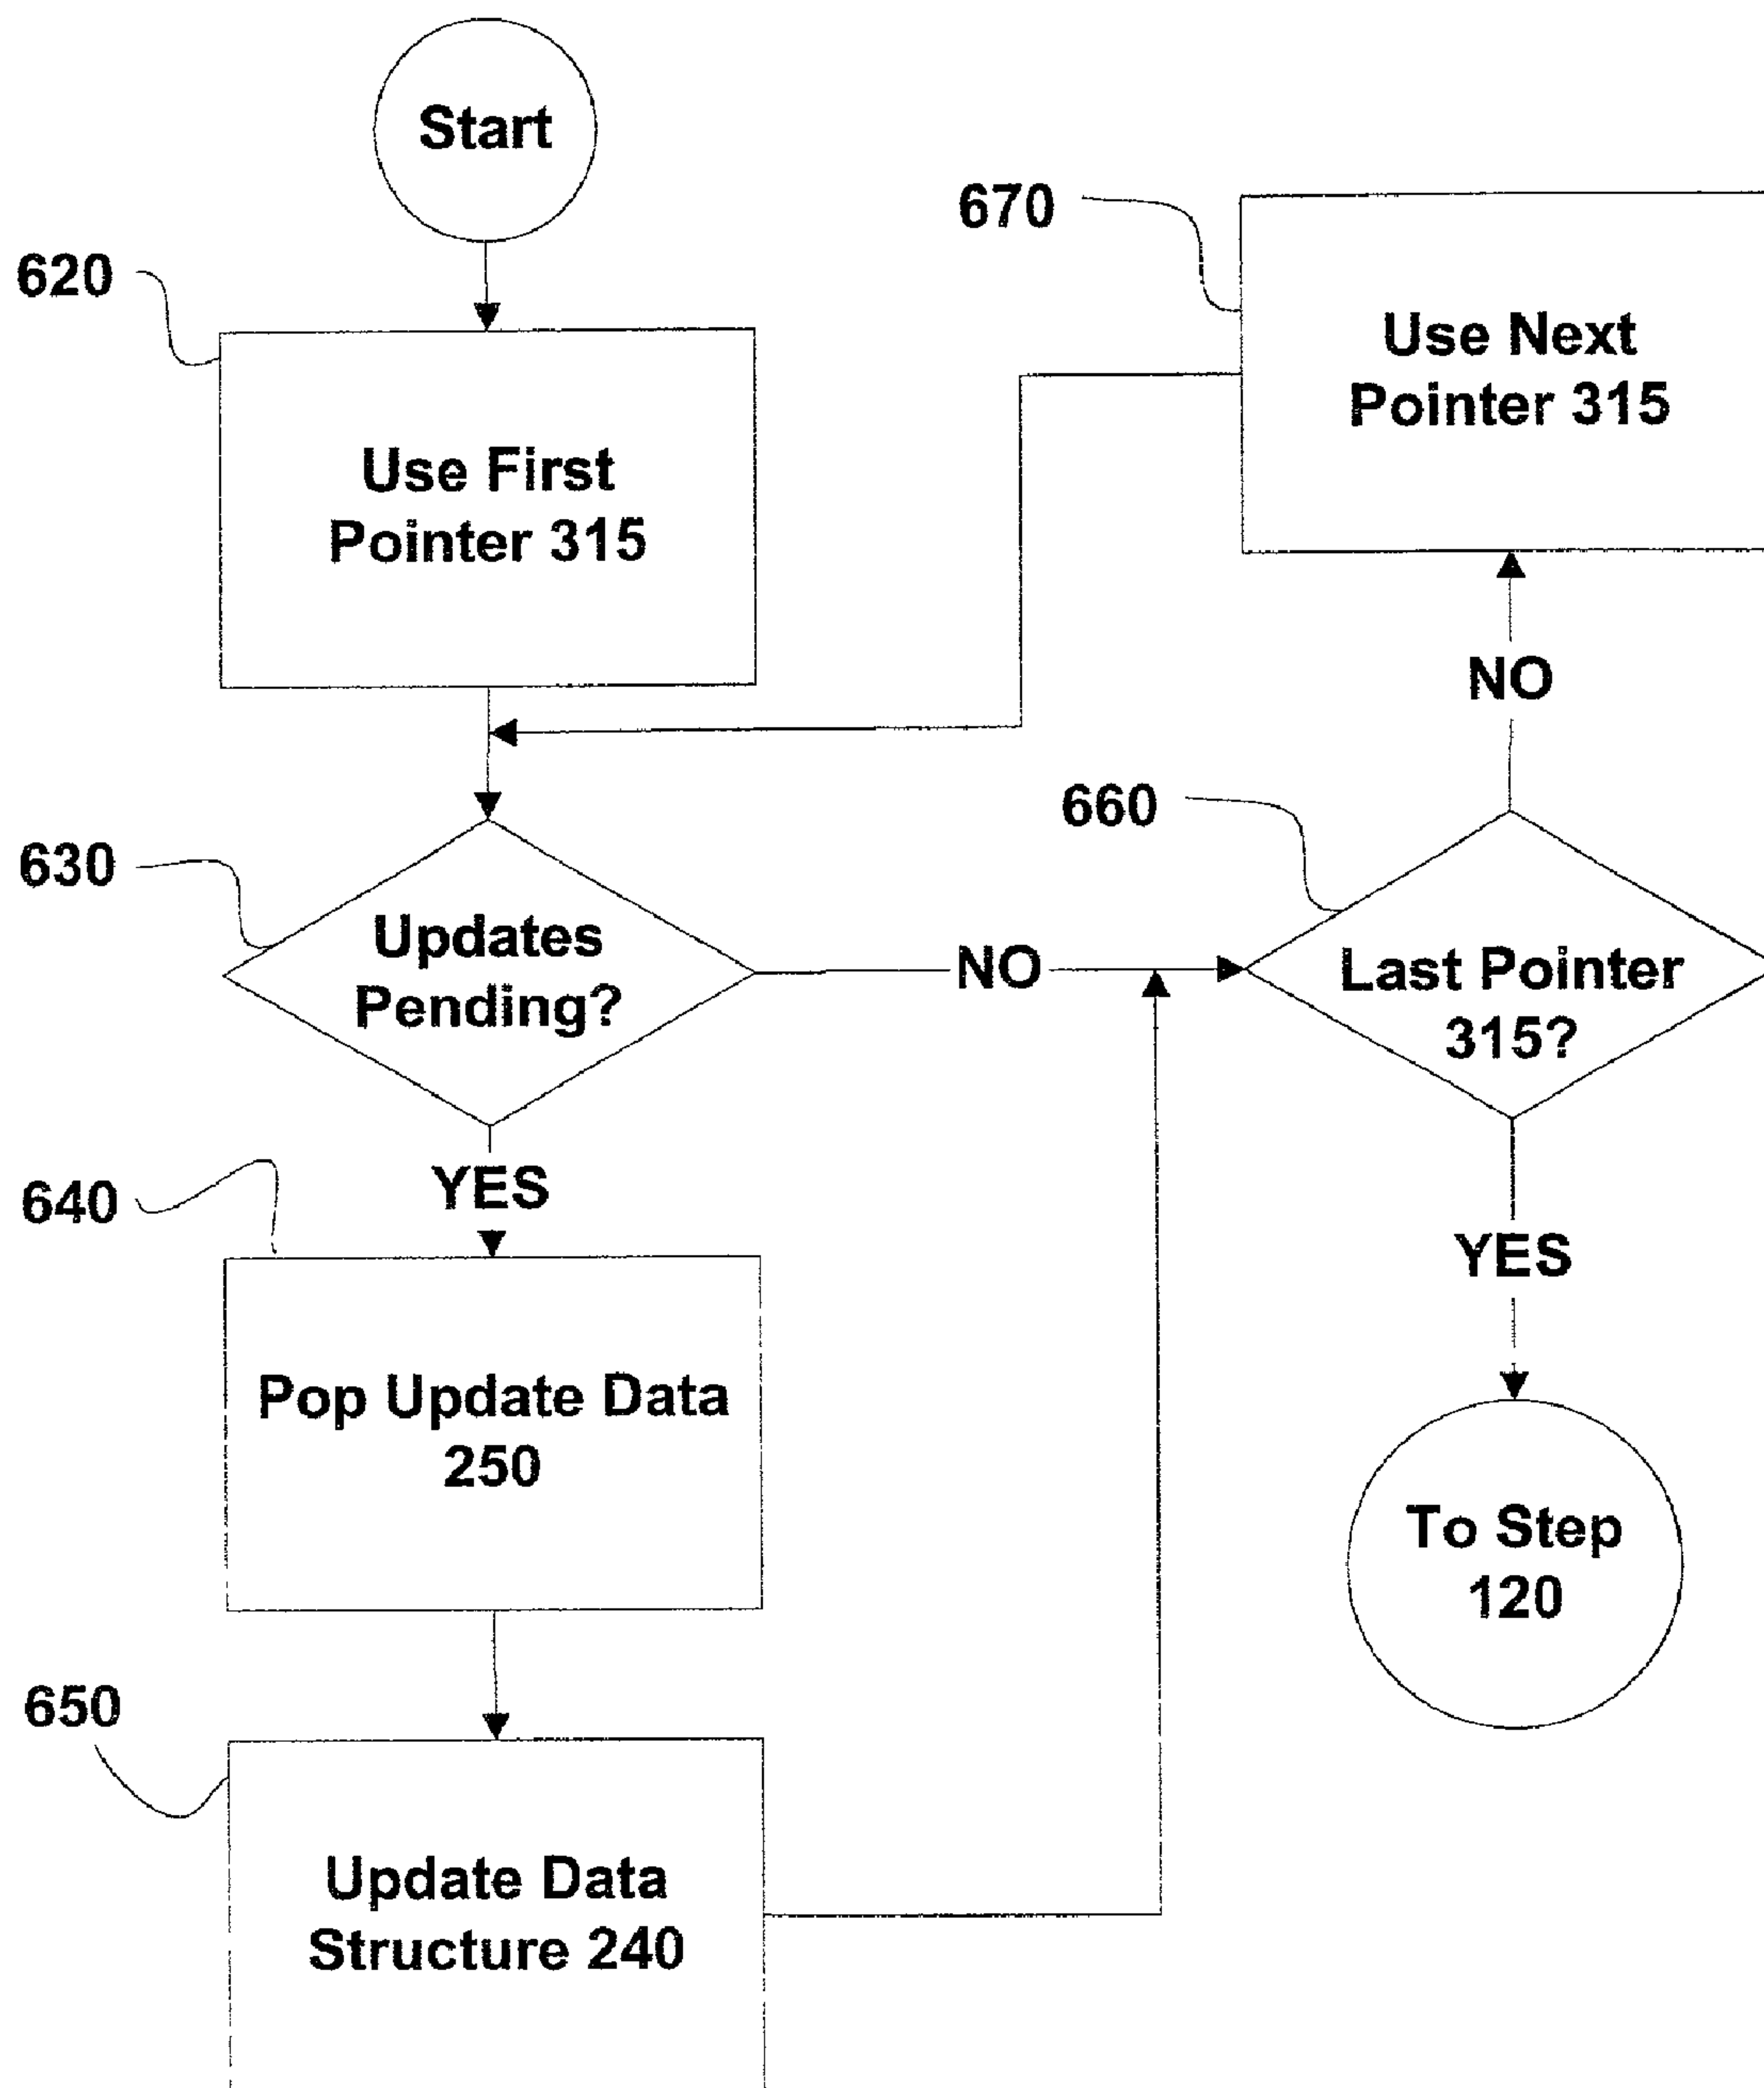 Start
620
Use First
Pointer 315
670
Use Next
Pointer 315
NO
630
Updates
Pending?
NO
660
Last Pointer
315?
YES
640
Pop Update Data
250
YES
To Step
120
650
Update Data
Structure 240